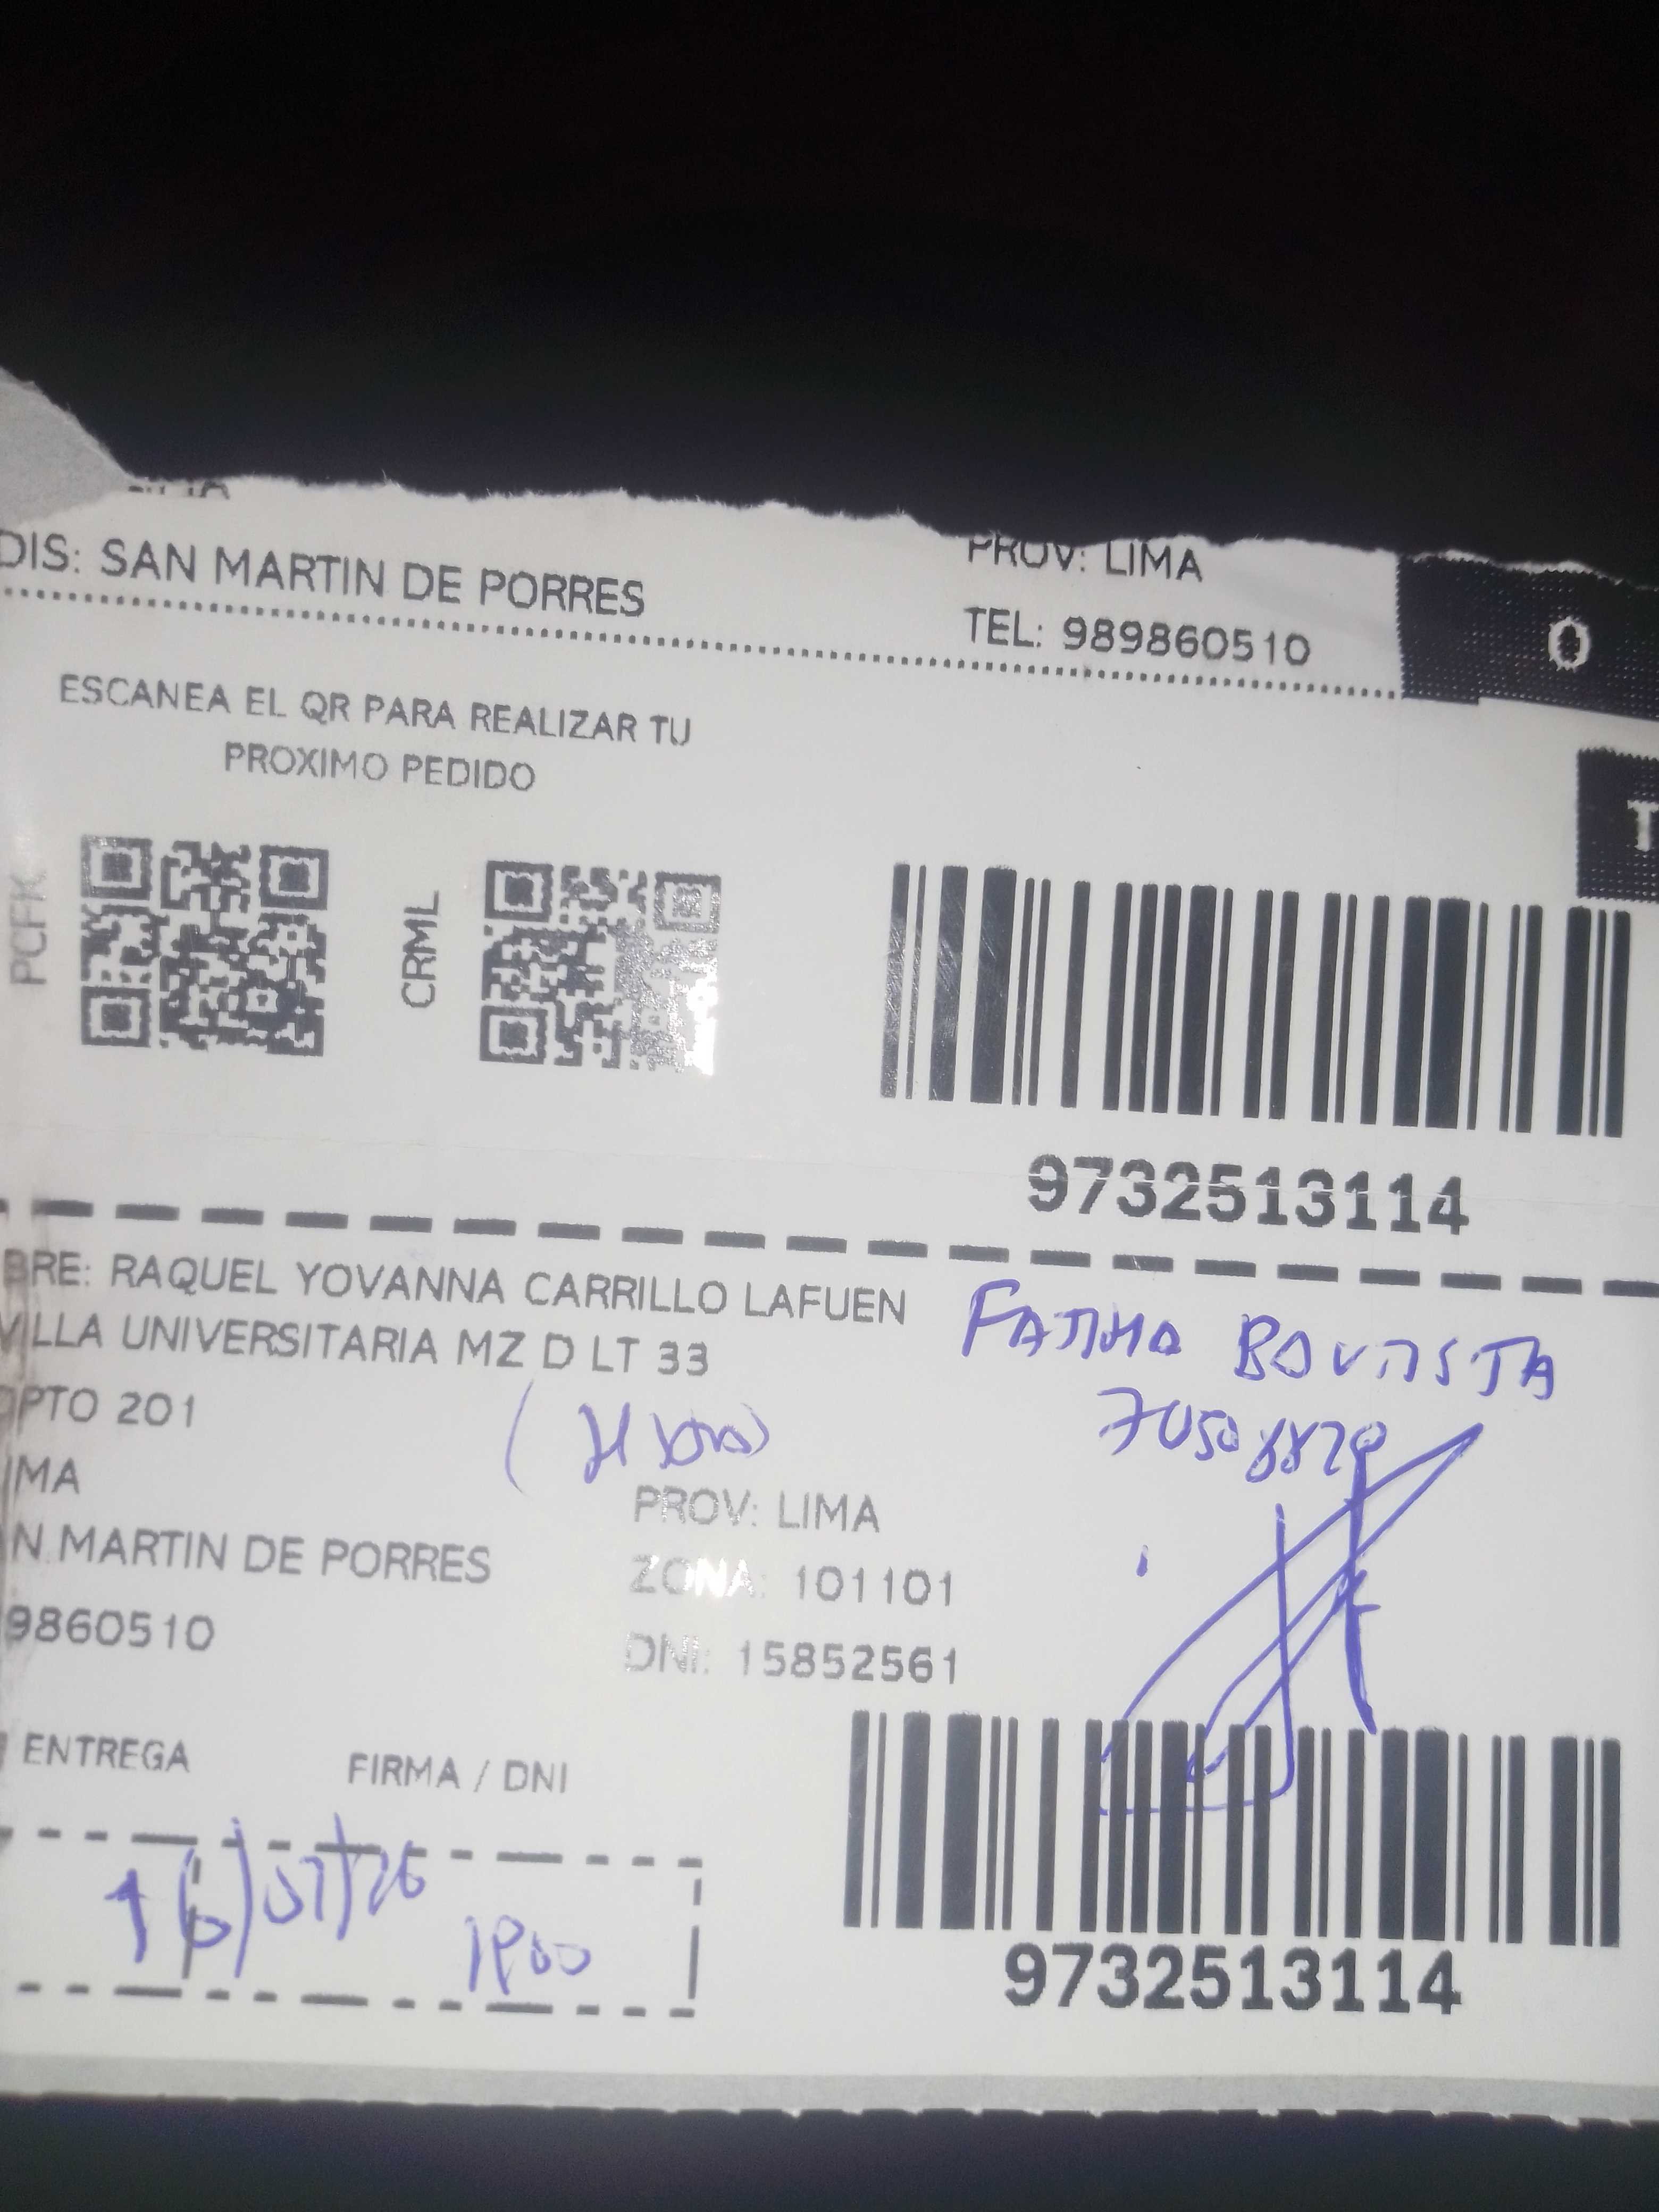 DIS: SAN MARTIN DE PORRES
PROV: LIMA
TEL: 989860510
O
ESCANEA EL QR PARA REALIZAR TU
PROXIMO PEDIDO
T
PCFK
CRML
9732513114
BRE: RAQUEL YOVANNA CARRILLO LAFUEN
VILLA UNIVERSITARIA MZ D LT 33
PTO 201
IMA
PROV: LIMA
N MARTIN DE PORRES
ZONA: 101101
9860510
DNI: 15852561
FATIMA BAUTISTA
ENTREGA
FIRMA / DNI
9732513114